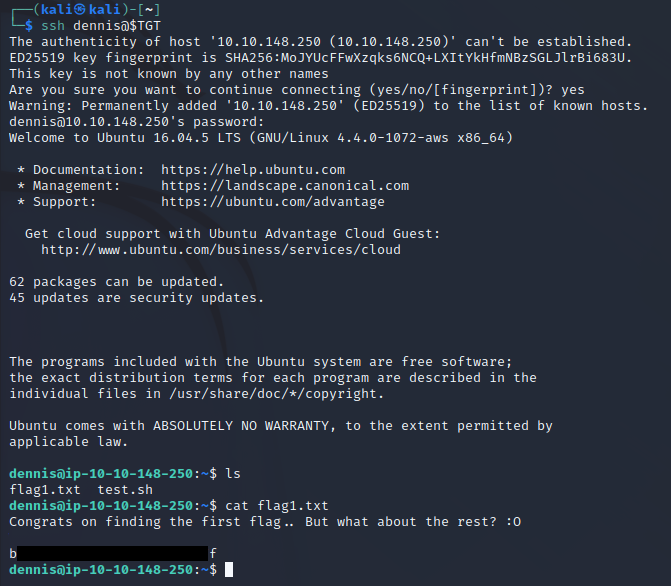 ┌──(kali㉿kali)-[~]
└─$ ssh dennis@$TGT
The authenticity of host '10.10.148.250 (10.10.148.250)' can't be established.
ED25519 key fingerprint is SHA256:MoJYUcFFwXzqks6NCQ+LXItYkHfmNBzSGLJlrBi683U.
This key is not known by any other names
Are you sure you want to continue connecting (yes/no/[fingerprint])? yes
Warning: Permanently added '10.10.148.250' (ED25519) to the list of known hosts.
dennis@10.10.148.250's password:
Welcome to Ubuntu 16.04.5 LTS (GNU/Linux 4.4.0-1072-aws x86_64)
* Documentation:  https://help.ubuntu.com
* Management:     https://landscape.canonical.com
* Support:        https://ubuntu.com/advantage
Get cloud support with Ubuntu Advantage Cloud Guest:
http://www.ubuntu.com/business/services/cloud
62 packages can be updated.
45 updates are security updates.
The programs included with the Ubuntu system are free software;
the exact distribution terms for each program are described in the
individual files in /usr/share/doc/*/copyright.
Ubuntu comes with ABSOLUTELY NO WARRANTY, to the extent permitted by
applicable law.
dennis@ip-10-10-148-250:~$ ls
flag1.txt  test.sh
dennis@ip-10-10-148-250:~$ cat flag1.txt
Congrats on finding the first flag.. But what about the rest? :O
b f
dennis@ip-10-10-148-250:~$